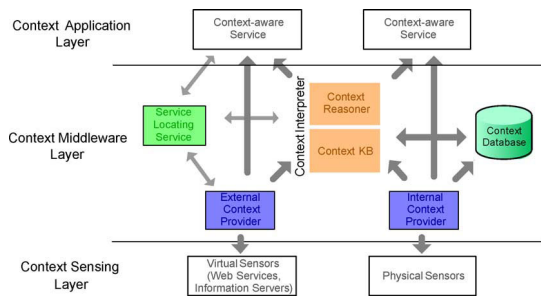 Context Application
Layer
Context-aware
Service
Context-aware
Service
Context Middleware
Layer
Service
Locating
Service
Context Interpreter
Context
Reasoner
Context KB
Context
Database
External
Context
Provider
Internal
Context
Provider
Context Sensing
Layer
Virtual Sensors
(Web Services,
Information Servers)
Physical Sensors